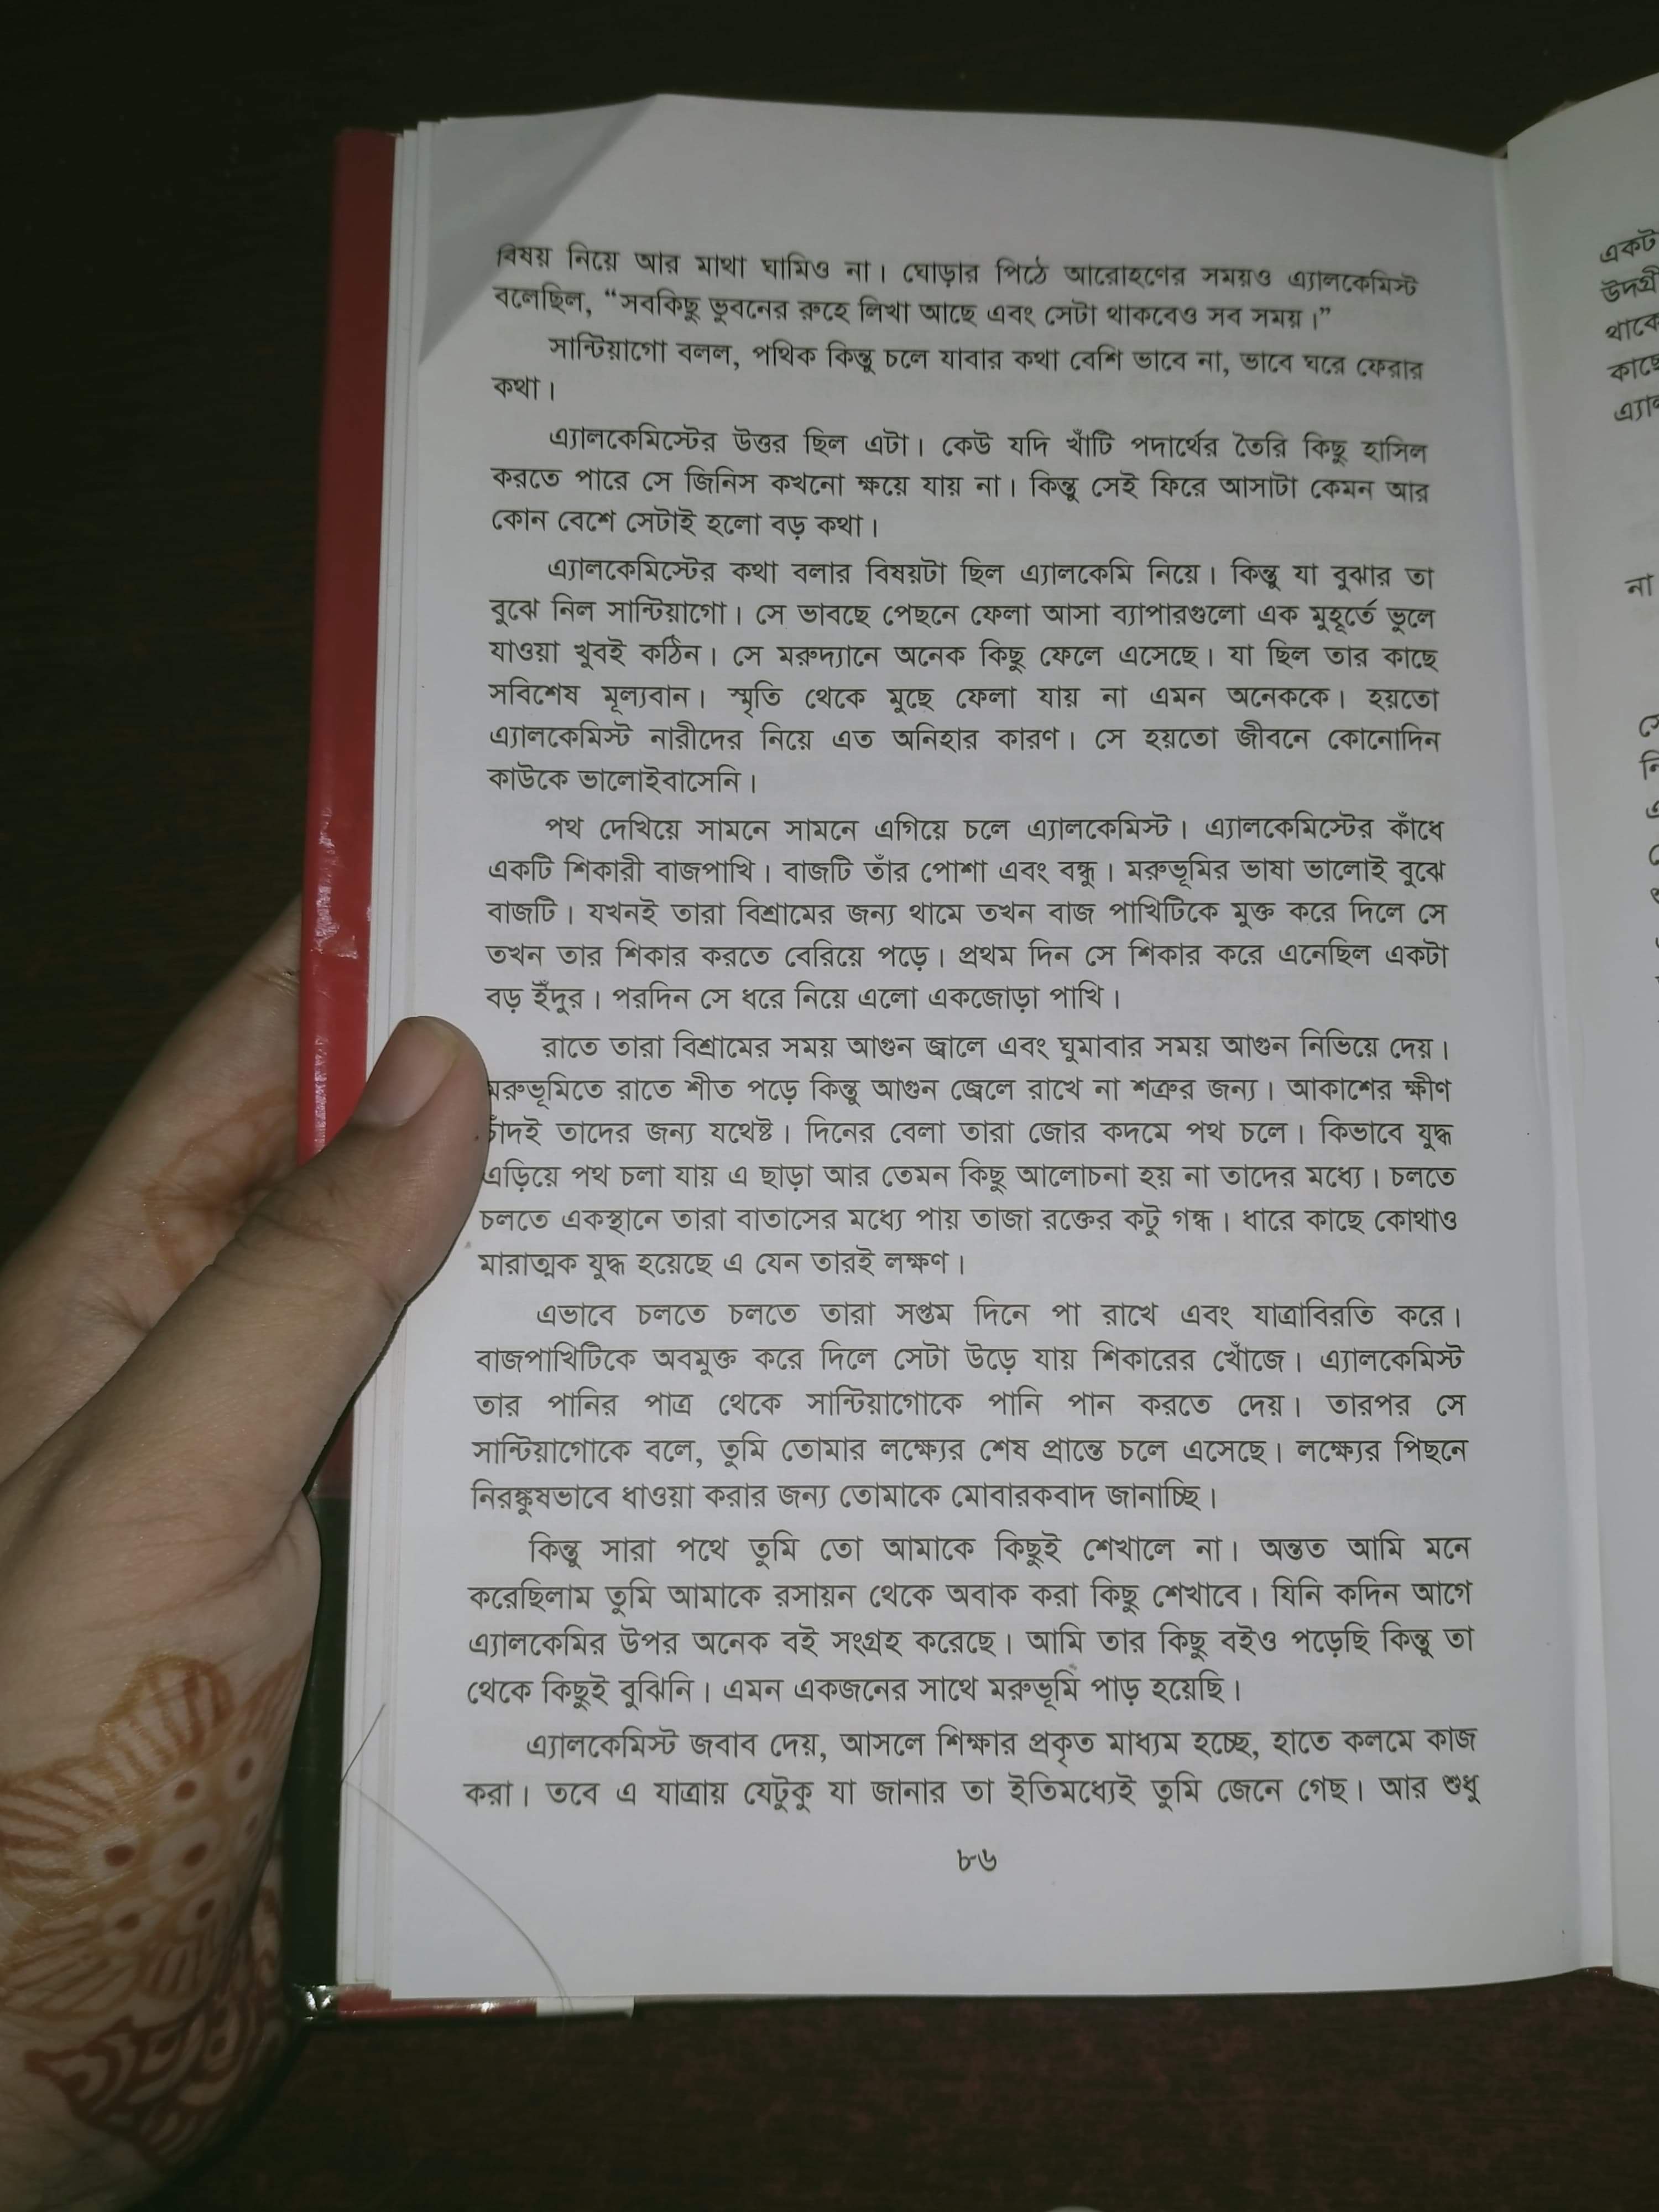 বিষয় নিয়ে আর মাথা ঘামিও না। ঘোড়ার পিঠে আরোহণের সময়ও এ্যালকেমিস্ট
বলেছিল, “সবকিছু ভুবনের রুহে লিখা আছে এবং সেটা থাকবেও সব সময়।”
সান্টিয়াগো বলল, পথিক কিন্তু চলে যাবার কথা বেশি ভাবে না, ভাবে ঘরে ফেরার
কথা।
এ্যালকেমিস্টের উত্তর ছিল এটা। কেউ যদি খাঁটি পদার্থের তৈরি কিছু হাসিল
করতে পারে সে জিনিস কখনো ক্ষয়ে যায় না। কিন্তু সেই ফিরে আসাটা কেমন আর
কোন বেশে সেটাই হলো বড় কথা।
এ্যালকেমিস্টের কথা বলার বিষয়টা ছিল এ্যালকেমি নিয়ে। কিন্তু যা বুঝার তা
বুঝে নিল সান্টিয়াগো। সে ভাবছে পেছনে ফেলা আসা ব্যাপারগুলো এক মুহূর্তে ভুলে
যাওয়া খুবই কঠিন। সে মরুদ্যানে অনেক কিছু ফেলে এসেছে। যা ছিল তার কাছে
সবিশেষ মূল্যবান। স্মৃতি থেকে মুছে ফেলা যায় না এমন অনেককে। হয়তো
এ্যালকেমিস্ট নারীদের নিয়ে এত অনিহার কারণ। সে হয়তো জীবনে কোনোদিন
কাউকে ভালোইবাসেনি।
পথ দেখিয়ে সামনে সামনে এগিয়ে চলে এ্যালকেমিস্ট। এ্যালকেমিস্টের কাঁধে
একটি শিকারী বাজপাখি। বাজটি তাঁর পোশা এবং বন্ধু। মরুভূমির ভাষা ভালোই বুঝে
বাজটি। যখনই তারা বিশ্রামের জন্য থামে তখন বাজ পাখিটিকে মুক্ত করে দিলে সে
তখন তার শিকার করতে বেরিয়ে পড়ে। প্রথম দিন সে শিকার করে এনেছিল একটা
বড় ইঁদুর। পরদিন সে ধরে নিয়ে এলো একজোড়া পাখি।
রাতে তারা বিশ্রামের সময় আগুন জ্বালে এবং ঘুমাবার সময় আগুন নিভিয়ে দেয়।
মরুভূমিতে রাতে শীত পড়ে কিন্তু আগুন জ্বেলে রাখে না শত্রুর জন্য। আকাশের ক্ষীণ
চাঁদই তাদের জন্য যথেষ্ট। দিনের বেলা তারা জোর কদমে পথ চলে। কিভাবে যুদ্ধ
এড়িয়ে পথ চলা যায় এ ছাড়া আর তেমন কিছু আলোচনা হয় না তাদের মধ্যে। চলতে
চলতে একস্থানে তারা বাতাসের মধ্যে পায় তাজা রক্তের কটু গন্ধ। ধারে কাছে কোথাও
মারাত্মক যুদ্ধ হয়েছে এ যেন তারই লক্ষণ।
এভাবে চলতে চলতে তারা সপ্তম দিনে পা রাখে এবং যাত্রাবিরতি করে।
বাজপাখিটিকে অবমুক্ত করে দিলে সেটা উড়ে যায় শিকারের খোঁজে। এ্যালকেমিস্ট
তার পানির পাত্র থেকে সান্টিয়াগোকে পানি পান করতে দেয়। তারপর সে
সান্টিয়াগোকে বলে, তুমি তোমার লক্ষ্যের শেষ প্রান্তে চলে এসেছে। লক্ষ্যের পিছনে
নিরঙ্কুষভাবে ধাওয়া করার জন্য তোমাকে মোবারকবাদ জানাচ্ছি।
কিন্তু সারা পথে তুমি তো আমাকে কিছুই শেখালে না। অন্তত আমি মনে
করেছিলাম তুমি আমাকে রসায়ন থেকে অবাক করা কিছু শেখাবে। যিনি কদিন আগে
এ্যালকেমির উপর অনেক বই সংগ্রহ করেছে। আমি তার কিছু বইও পড়েছি কিন্তু তা
থেকে কিছুই বুঝিনি। এমন একজনের সাথে মরুভূমি পাড় হয়েছি।
এ্যালকেমিস্ট জবাব দেয়, আসলে শিক্ষার প্রকৃত মাধ্যম হচ্ছে, হাতে কলমে কাজ
করা। তবে এ যাত্রায় যেটুকু যা জানার তা ইতিমধ্যেই তুমি জেনে গেছ। আর শুধু
৮৬
না